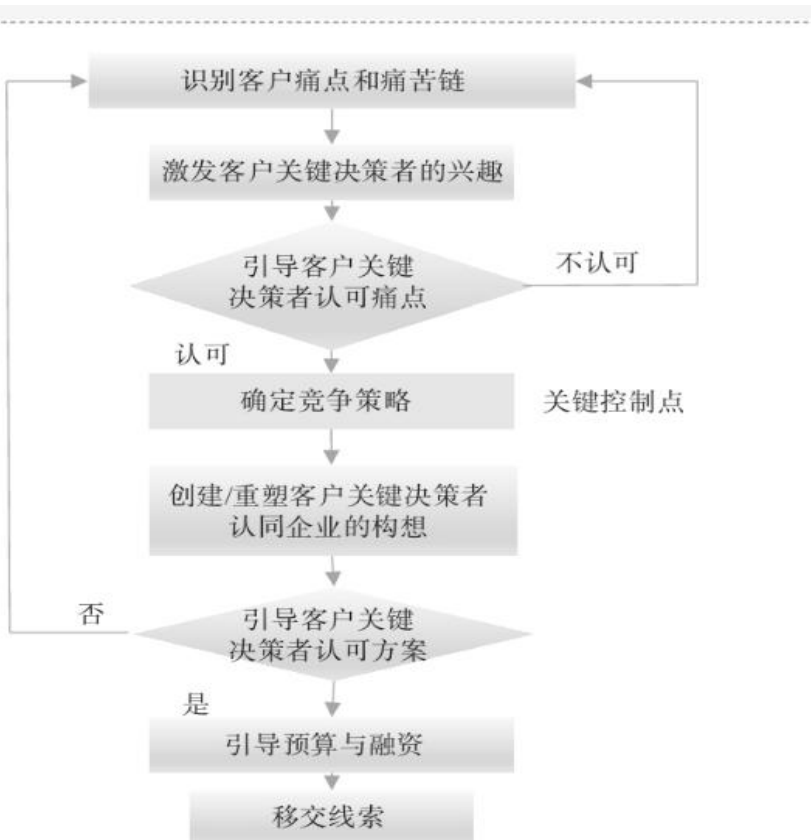 识别客户痛点和痛苦链
激发客户关键决策者的兴趣
引导客户关键
决策者认可痛点
不认可
认可
确定竞争策略
关键控制点
创建/重塑客户关键决策者
认同企业的构想
否
引导客户关键
决策者认可方案
是
引导预算与融资
移交线索